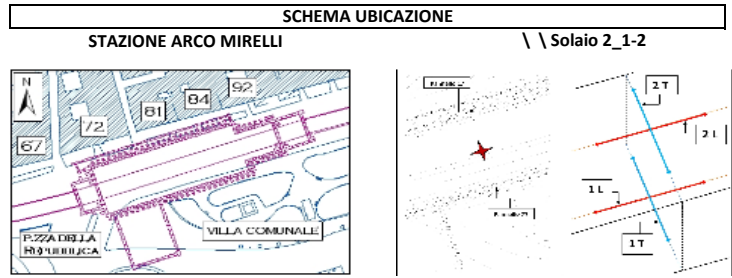 SCHEMA UBICAZIONE
STAZIONE ARCO MIRELLI
\ \ Solaio 2_1-2
N
92
84
81
72
67
P.ZZA DELLA
REPUBBLICA
VILLA COMUNALE
2 T
2 L
1 L
1 T